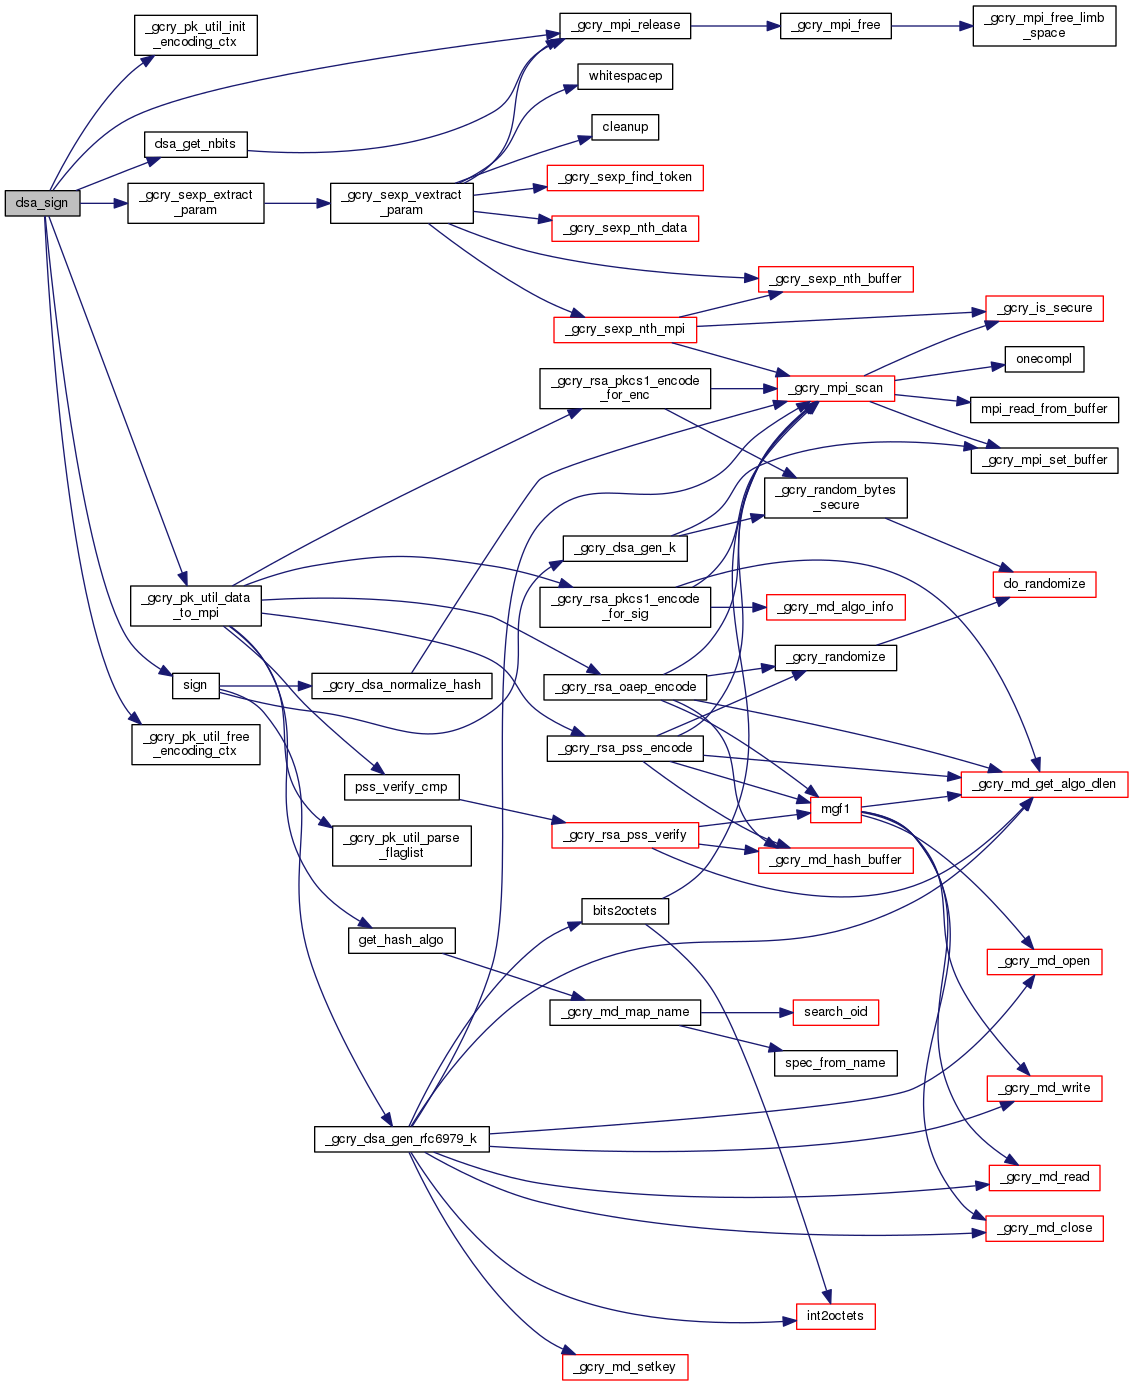 _gcry_pk_util_init
_encoding_ctx
_gcry_mpi_release
_gcry_mpi_free
_gcry_mpi_free_limb
_space
whitespacep
cleanup
dsa_get_nbits
dsa_sign
_gcry_sexp_extract
_param
_gcry_sexp_vextract
_param
_gcry_sexp_find_token
_gcry_sexp_nth_data
_gcry_sexp_nth_buffer
_gcry_sexp_nth_mpi
_gcry_is_secure
onecompl
_gcry_rsa_pkcs1_encode
_for_enc
_gcry_mpi_scan
mpi_read_from_buffer
_gcry_mpi_set_buffer
_gcry_random_bytes
_secure
_gcry_dsa_gen_k
do_randomize
_gcry_pk_util_data
_to_mpi
_gcry_rsa_pkcs1_encode
_for_sig
_gcry_md_algo_info
_gcry_randomize
sign
_gcry_dsa_normalize_hash
_gcry_rsa_oaep_encode
_gcry_pk_util_free
_encoding_ctx
_gcry_rsa_pss_encode
pss_verify_cmp
_gcry_md_get_algo_dlen
mgf1
_gcry_pk_util_parse
_flaglist
_gcry_rsa_pss_verify
_gcry_md_hash_buffer
bits2octets
get_hash_algo
_gcry_md_open
_gcry_md_map_name
search_oid
spec_from_name
_gcry_md_write
_gcry_dsa_gen_rfc6979_k
_gcry_md_read
_gcry_md_close
int2octets
_gcry_md_setkey